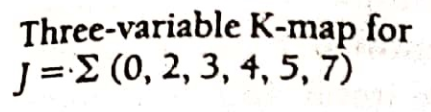 Three-variable K-map for
J = Σ (0, 2, 3, 4, 5, 7)